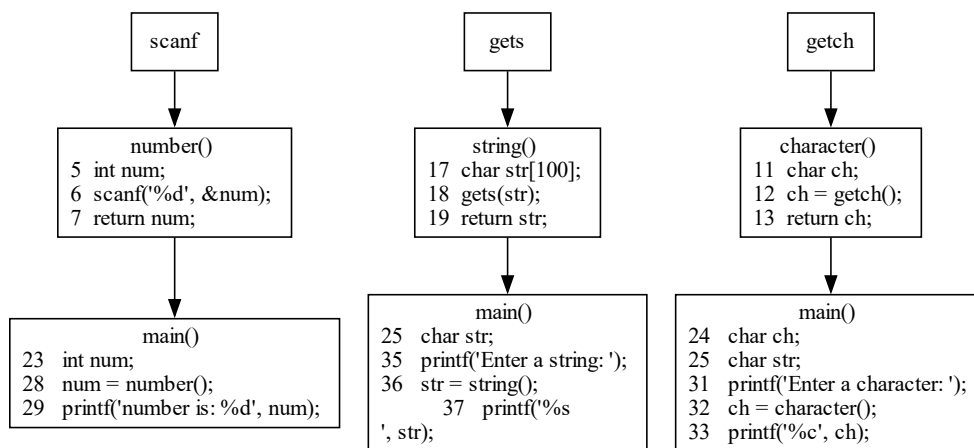 scanf
number()
5 int num;
6 scanf('%d', &num);
7 return num;
main()
23 int num;
28 num = number();
29 printf('number is: %d', num);
gets
string()
17 char str[100];
18 gets(str);
19 return str;
main()
25 char str;
35 printf('Enter a string: ');
36 str = string();
37 printf('%s
', str);
getch
character()
11 char ch;
12 ch = getch();
13 return ch;
main()
24 char ch;
25 char str;
31 printf('Enter a character: ');
32 ch = character();
33 printf('%c', ch);